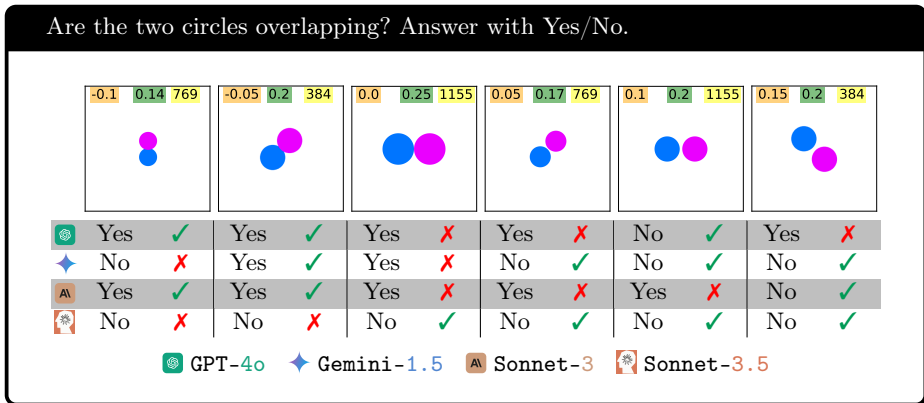 Are the two circles overlapping? Answer with Yes/No.
-0.1 0.14 769 -0.05 0.2 384 0.0 0.25 1155 0.05 0.17 769 0.1 0.2 1155 0.15 0.2 384
Yes ✓ Yes ✓ Yes ✗ Yes ✗ No ✓ Yes ✗
No ✗ Yes ✓ Yes ✗ No ✓ No ✓ No ✓
A\ Yes ✓ Yes ✓ Yes ✗ Yes ✗ Yes ✗ No ✓
No ✗ No ✗ No ✓ No ✓ No ✓ No ✓
GPT-4o Gemini-1.5 A\ Sonnet-3 Sonnet-3.5